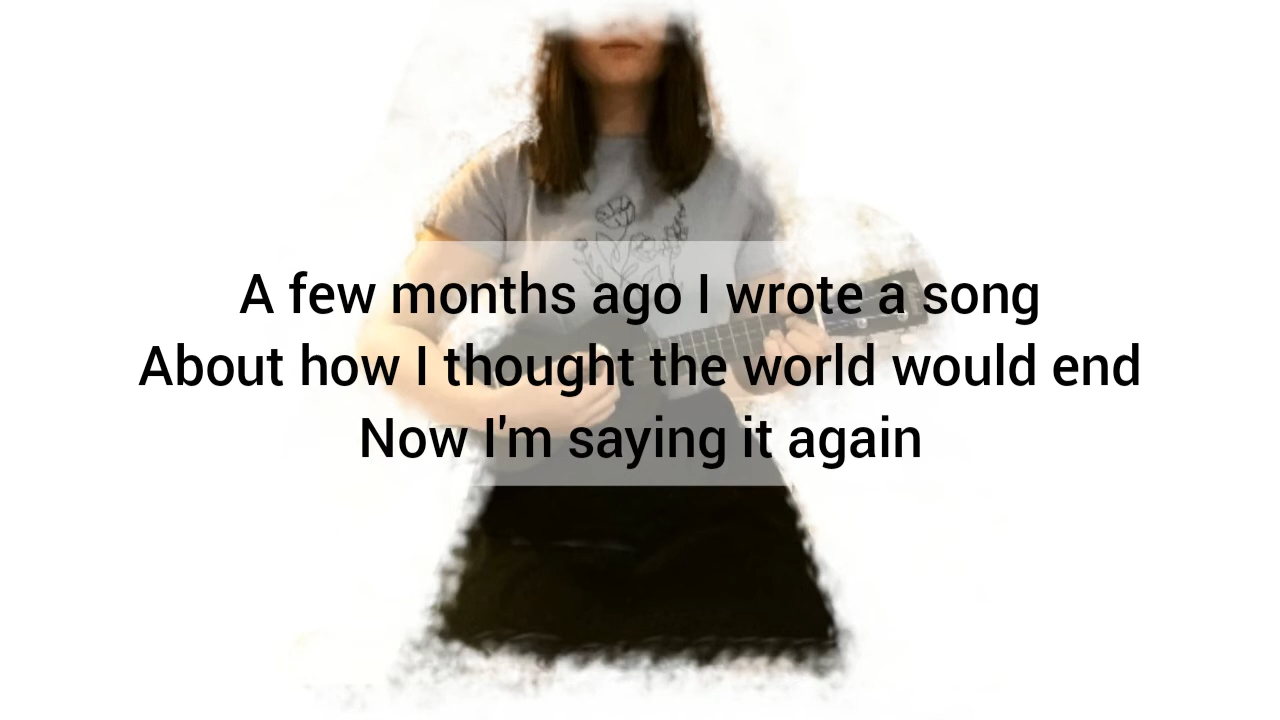 A few months ago I wrote a song
About how I thought the world would end
Now I'm saying it again